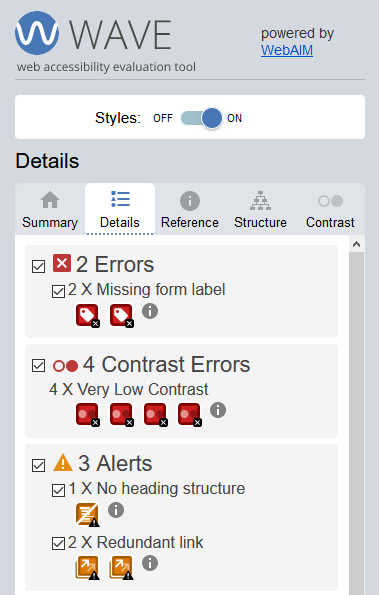 WAVE
web accessibility evaluation tool
powered by
WebAIM
Styles: OFF ON
Details
Summary Details Reference Structure Contrast
2 Errors
2 X Missing form label
4 Contrast Errors
4 X Very Low Contrast
3 Alerts
1 X No heading structure
2 X Redundant link